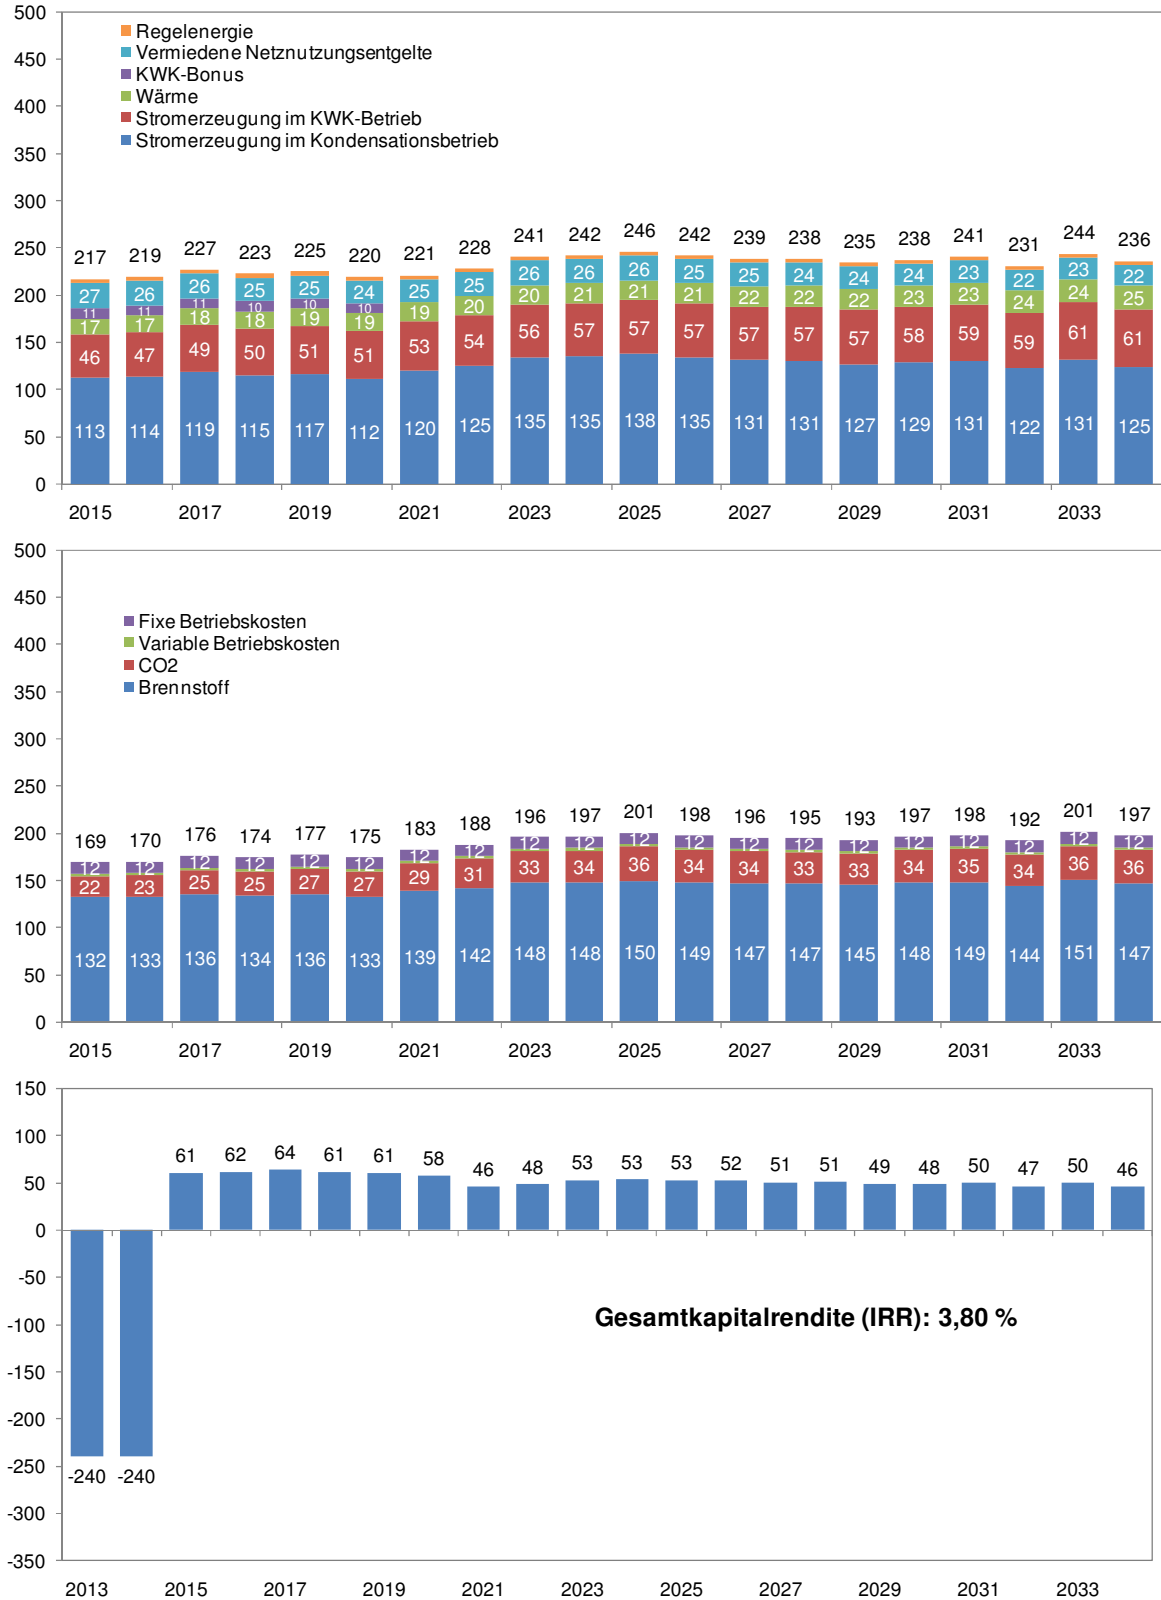 500
450
400
350
300
250
200
150
100
50
0
Regelenergie
Vermiedene Netznutzungsentgelte
KWK-Bonus
Wärme
Stromerzeugung im KWK-Betrieb
Stromerzeugung im Kondensationsbetrieb
217 219 227 223 225 220 221 228 241 242 246 242 239 238 235 238 241 231 244 236
27 26 26 25 25 24 25 25 26 26 26 25 25 24 24 24 23 22 23 22
11 11 11 10 10 10
17 17 18 18 19 19 19 20 20 21 21 21 22 22 22 23 23 24 24 25
46 47 49 50 51 51 53 54 56 57 57 57 57 57 57 58 59 59 61 61
113 114 119 115 117 112 120 125 135 135 138 135 131 131 127 129 131 122 131 125
2015 2017 2019 2021 2023 2025 2027 2029 2031 2033
500
450
400
350
300
250
200
150
100
50
0
Fixe Betriebskosten
Variable Betriebskosten
CO2
Brennstoff
169 170 176 174 177 175 183 188 196 197 201 198 196 195 193 197 198 192 201 197
12 12 12 12 12 12 12 12 12 12 12 12 12 12 12 12 12 12 12 12
22 23 25 25 27 27 29 31 33 34 36 34 34 33 33 34 35 34 36 36
132 133 136 134 136 133 139 142 148 148 150 149 147 147 145 148 149 144 151 147
2015 2017 2019 2021 2023 2025 2027 2029 2031 2033
150
100
50
0
-50
-100
-150
-200
-250
-300
-350
61 62 64 61 61 58 46 48 53 53 53 52 51 51 49 48 50 47 50 46
Gesamtkapitalrendite (IRR): 3,80 %
-240 -240
2013 2015 2017 2019 2021 2023 2025 2027 2029 2031 2033